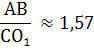 AB/CO₁ ≈ 1,57